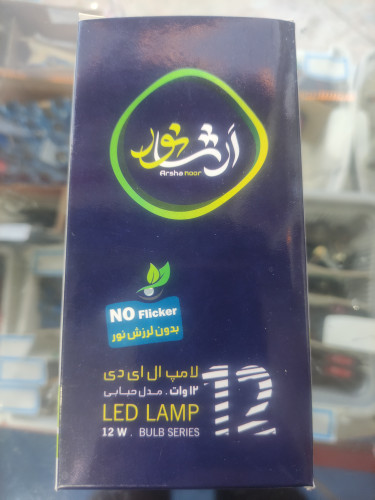 اَرشا نور
Arsha noor
NO Flicker
بدون لرزش نور
لامپ ال ای دی
۱۲ وات . مدل حبابی
LED LAMP
12 W . BULB SERIES
12